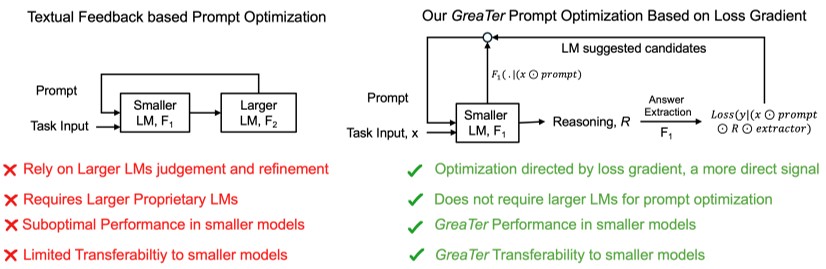 Textual Feedback based Prompt Optimization
Prompt
Task Input
Smaller
LM, F₁
Larger
LM, F₂
✗ Rely on Larger LMs judgement and refinement
✗ Requires Larger Proprietary LMs
✗ Suboptimal Performance in smaller models
✗ Limited Transferabiltiy to smaller models
Our GreaTer Prompt Optimization Based on Loss Gradient
LM suggested candidates
F₁( . |(x ⊙ prompt)
Prompt
Task Input, x
Smaller
LM, F₁
Reasoning, R
Answer
Extraction
F₁
Loss(y|(x ⊙ prompt
⊙ R ⊙ extractor)
✓ Optimization directed by loss gradient, a more direct signal
✓ Does not require larger LMs for prompt optimization
✓ GreaTer Performance in smaller models
✓ GreaTer Transferability to smaller models